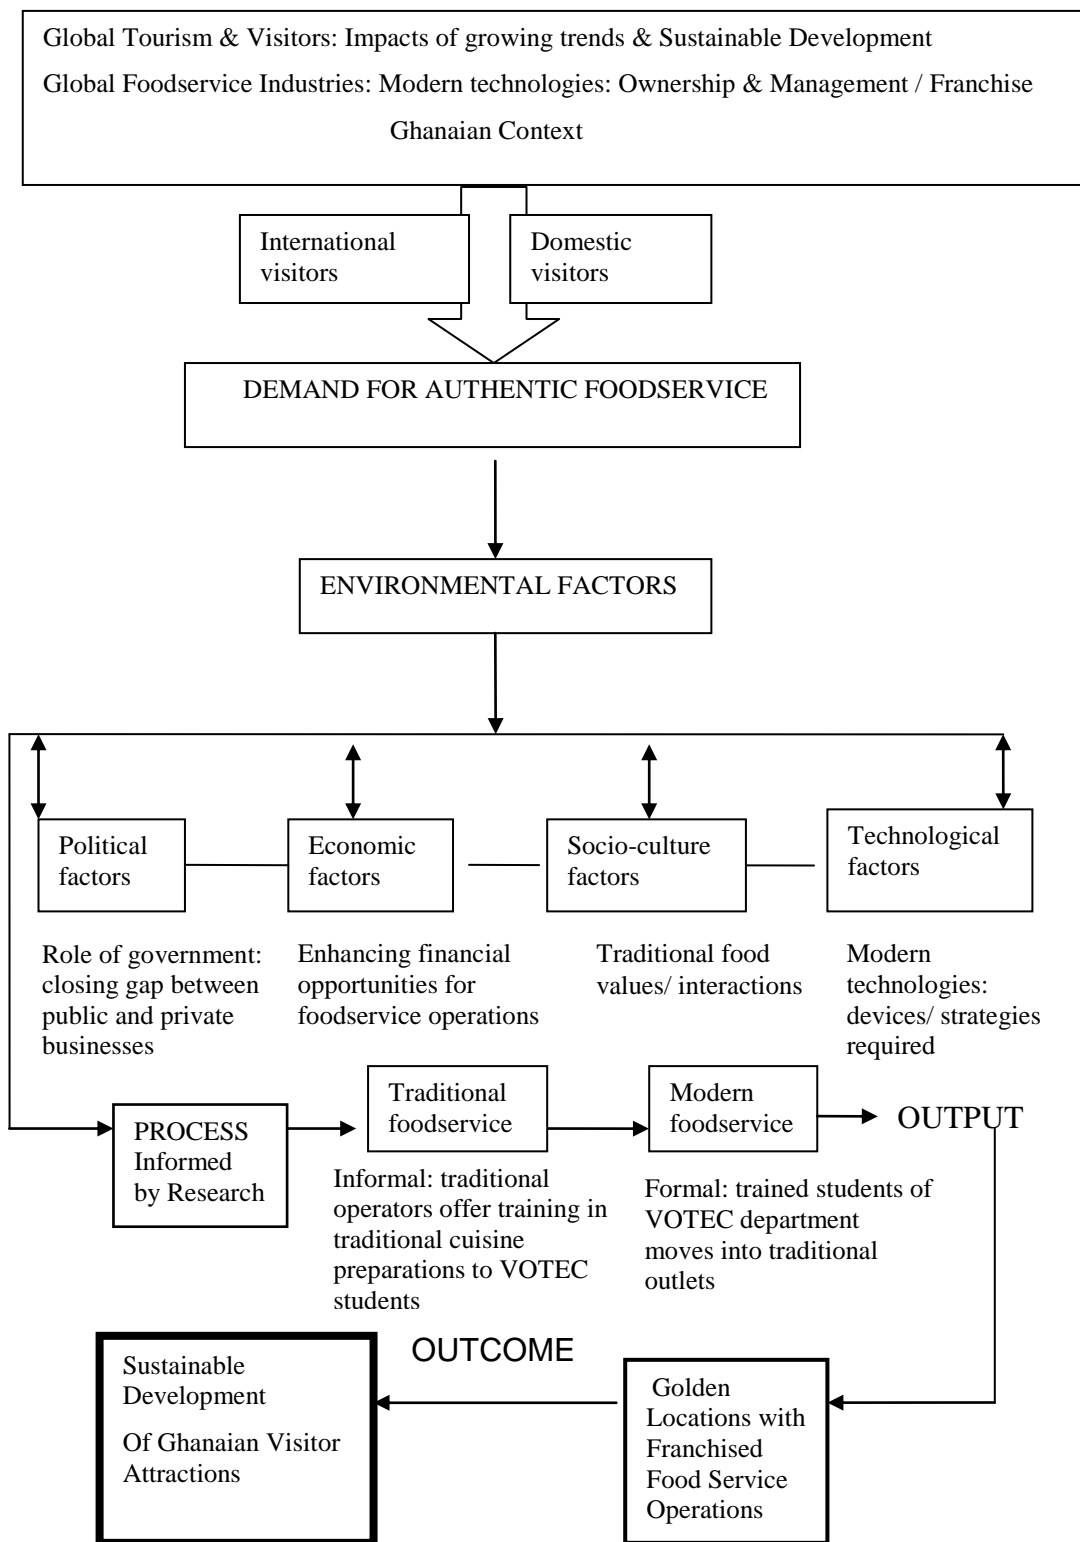 Global Tourism & Visitors: Impacts of growing trends & Sustainable Development
Global Foodservice Industries: Modern technologies: Ownership & Management / Franchise
Ghanaian Context
International
visitors
Domestic
visitors
DEMAND FOR AUTHENTIC FOODSERVICE
ENVIRONMENTAL FACTORS
Political
factors
Economic
factors
Socio-culture
factors
Technological
factors
Role of government:
closing gap between
public and private
businesses
Enhancing financial
opportunities for
foodservice operations
Traditional food
values/ interactions
Modern
technologies:
devices/ strategies
required
PROCESS
Informed
by Research
Traditional
foodservice
Modern
foodservice
OUTPUT
Informal: traditional
operators offer training in
traditional cuisine
preparations to VOTEC
students
Formal: trained students of
VOTEC department
moves into traditional
outlets
OUTCOME
Sustainable
Development
Of Ghanaian Visitor
Attractions
Golden
Locations with
Franchised
Food Service
Operations